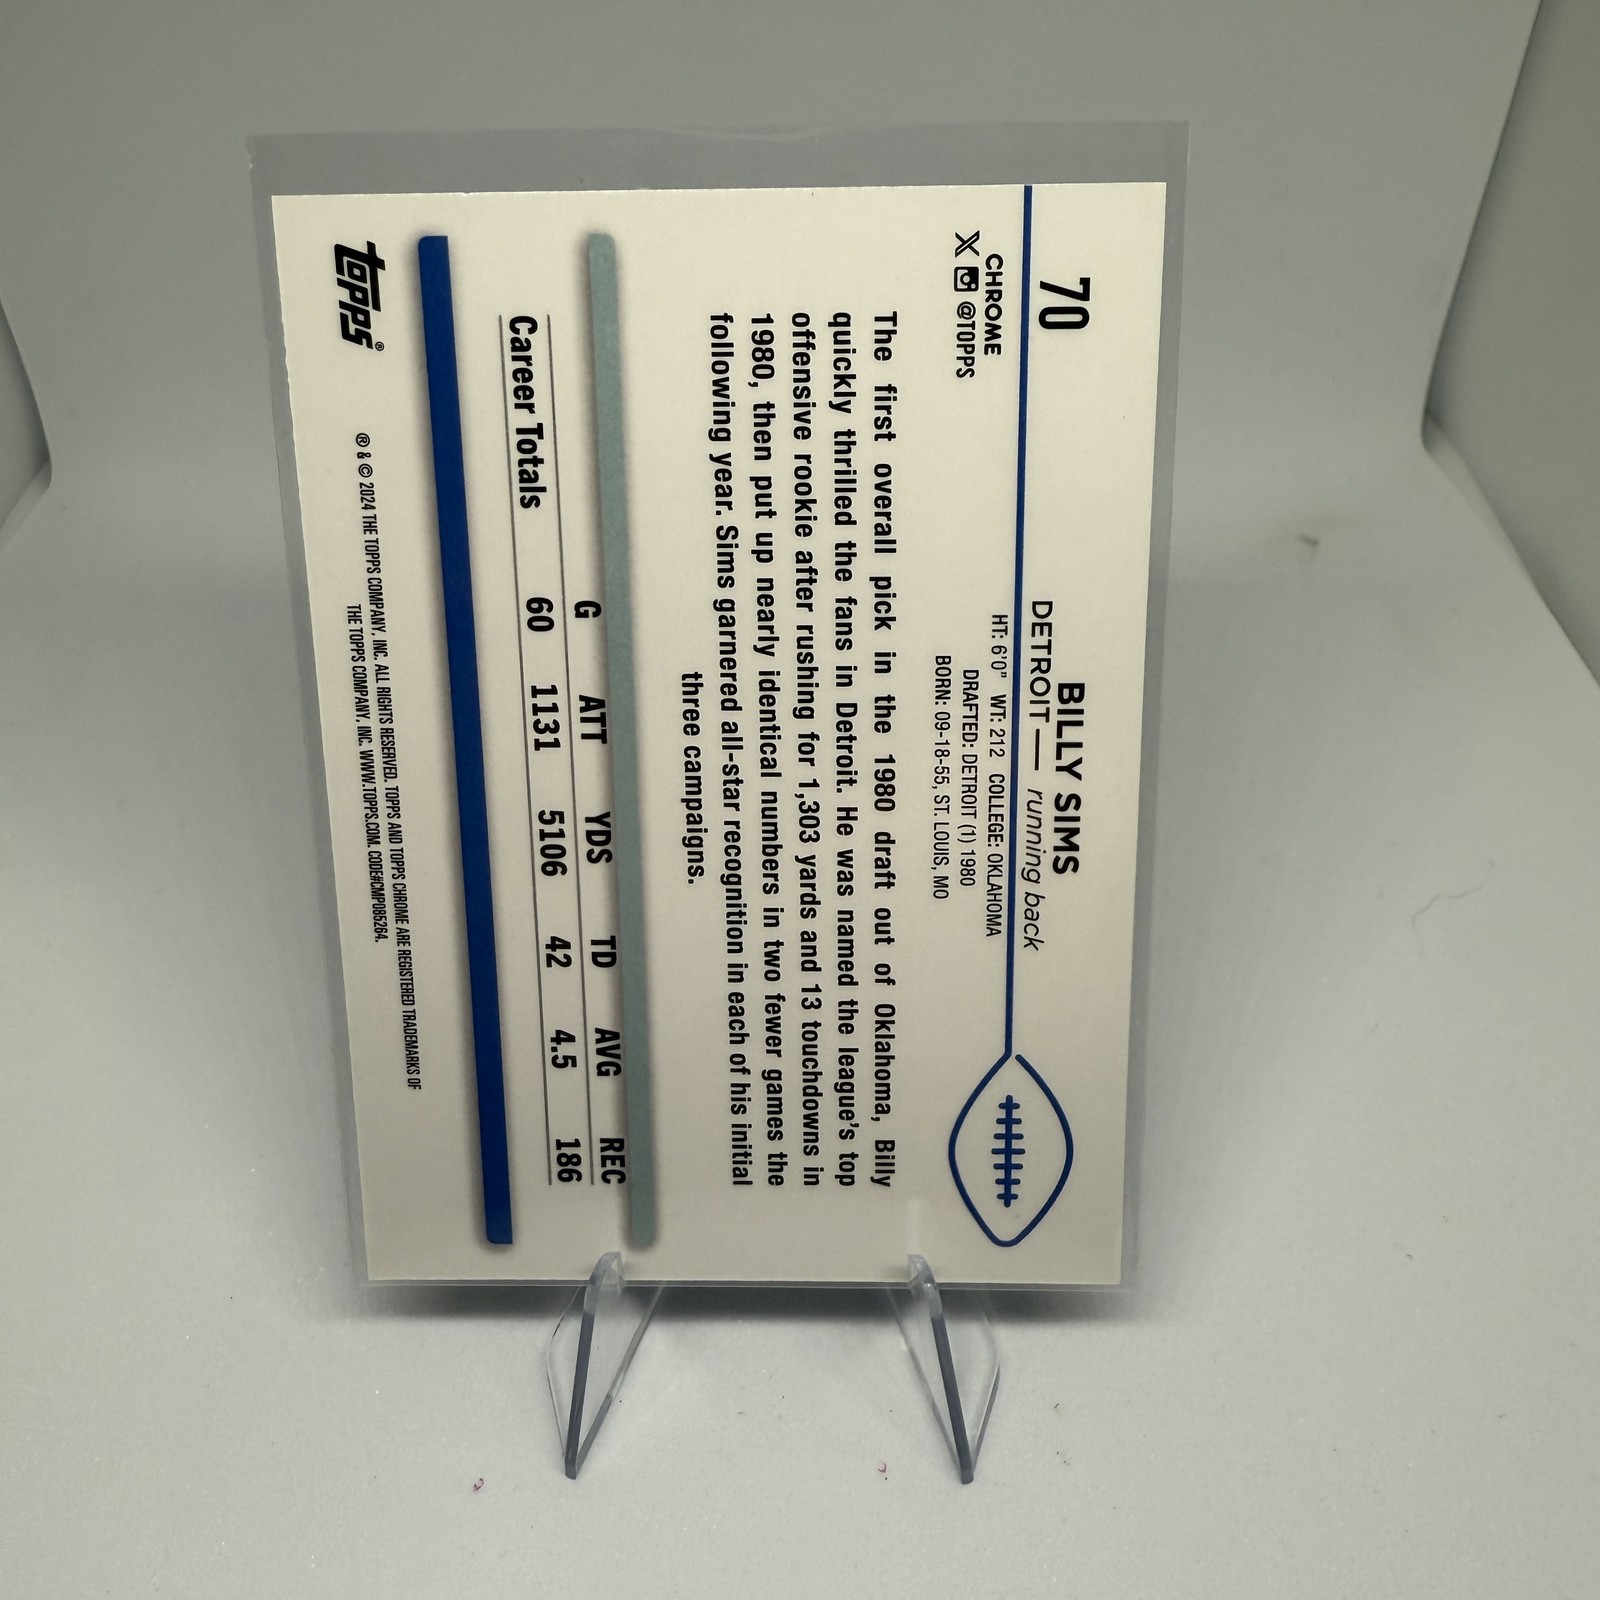 70
BILLY SIMS
DETROIT— running back
CHROME
X @TOPPS
HT: 6'0" WT: 212 COLLEGE: OKLAHOMA
DRAFTED: DETROIT (1) 1980
BORN: 09-18-55, ST. LOUIS, MO
The first overall pick in the 1980 draft out of Oklahoma, Billy
quickly thrilled the fans in Detroit. He was named the league's top
offensive rookie after rushing for 1,303 yards and 13 touchdowns in
1980, then put up nearly identical numbers in two fewer games the
following year. Sims garnered all-star recognition in each of his initial
three campaigns.
G ATT YDS TD AVG REC
Career Totals 60 1131 5106 42 4.5 186
topps®
® & © 2024 THE TOPPS COMPANY, INC. ALL RIGHTS RESERVED. TOPPS AND TOPPS CHROME ARE REGISTERED TRADEMARKS OF
THE TOPPS COMPANY, INC. WWW.TOPPS.COM. CODE#CMP085264.